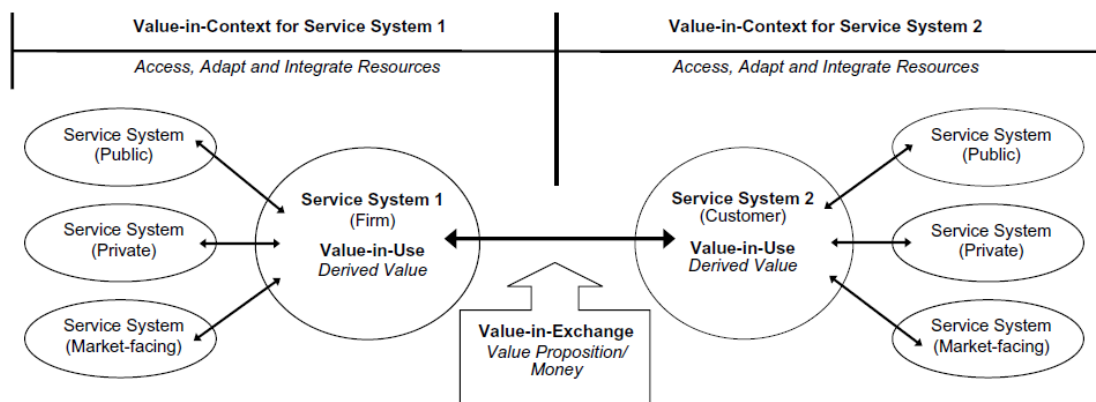 Value-in-Context for Service System 1
Access, Adapt and Integrate Resources
Value-in-Context for Service System 2
Access, Adapt and Integrate Resources
Service System
(Public)
Service System
(Private)
Service System
(Market-facing)
Service System 1
(Firm)
Value-in-Use
Derived Value
Value-in-Exchange
Value Proposition/
Money
Service System 2
(Customer)
Value-in-Use
Derived Value
Service System
(Public)
Service System
(Private)
Service System
(Market-facing)